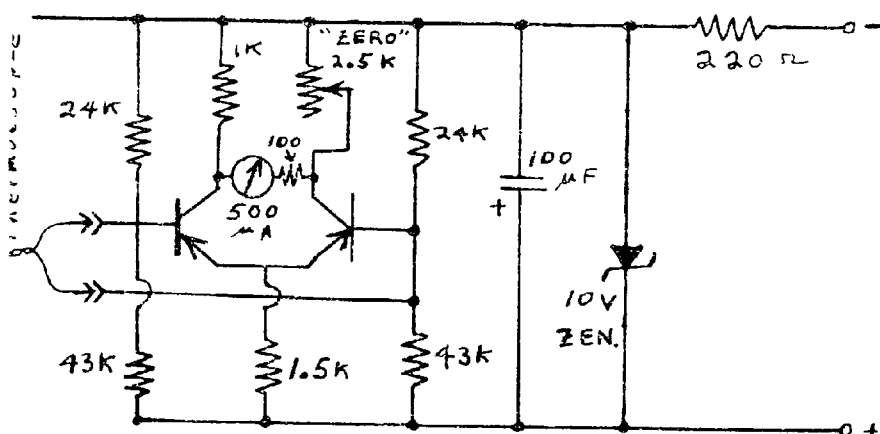 "ZERO"
1K
2.5K
24K
100
24K
500
μA
100
μF
+
220 Ω
-
10V
ZEN.
43K
1.5K
43K
+